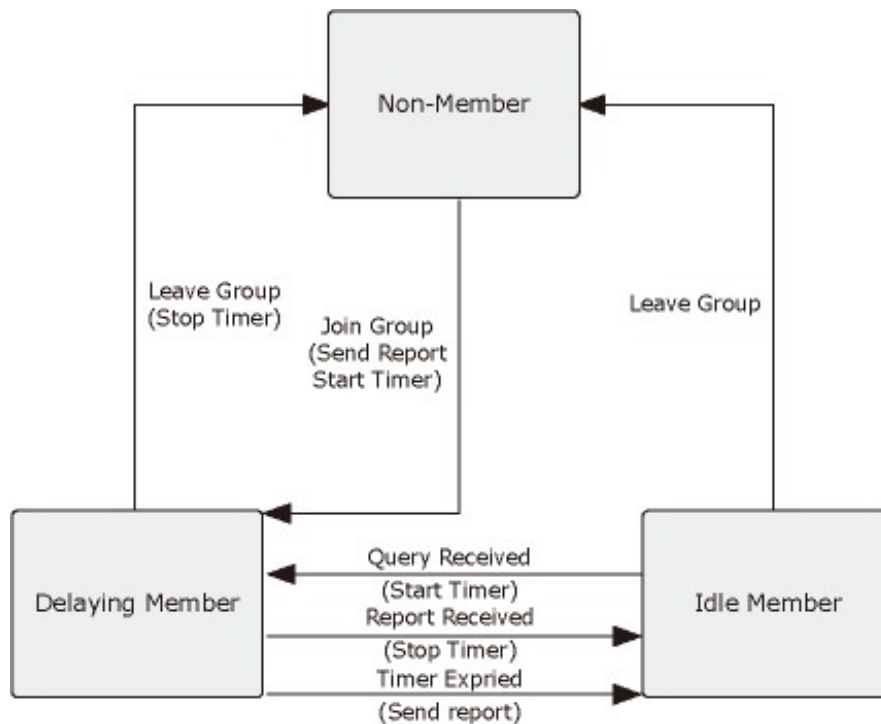 Non-Member
Leave Group
(Stop Timer)
Join Group
(Send Report
Start Timer)
Leave Group
Delaying Member
Query Received
(Start Timer)
Report Received
(Stop Timer)
Timer Expried
(Send report)
Idle Member